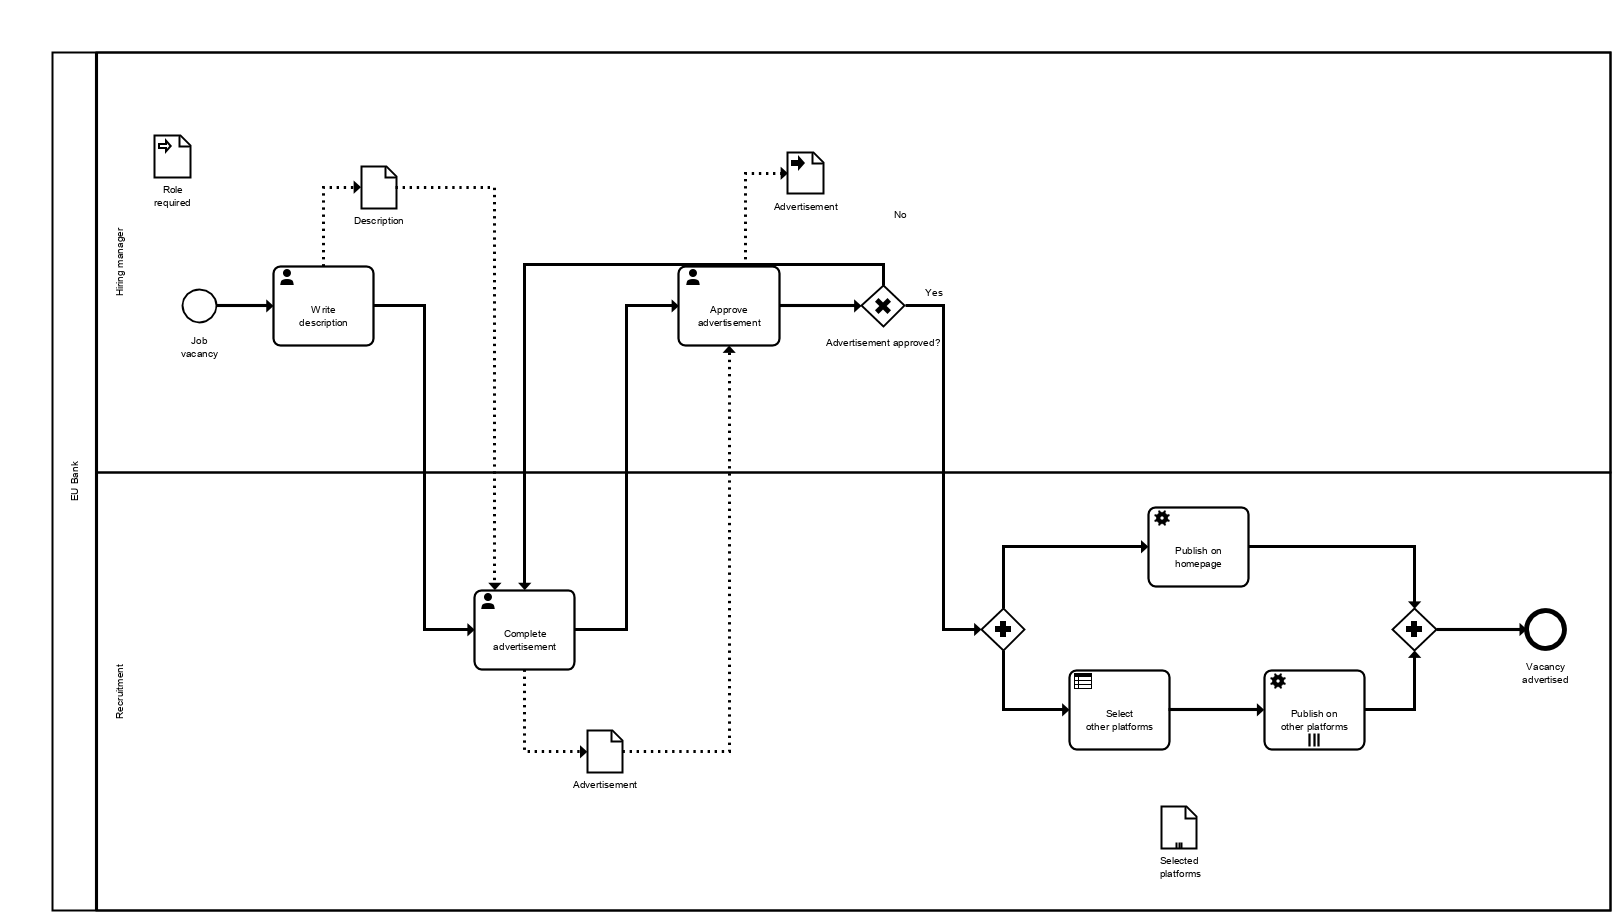 EU Bank
Hiring manager
Role
required
Description
Advertisement
No
Job
vacancy
Write
description
Approve
advertisement
Yes
Advertisement approved?
Recruitment
Complete
advertisement
Advertisement
Publish on
homepage
Select
other platforms
Publish on
other platforms
Vacancy
advertised
Selected
platforms